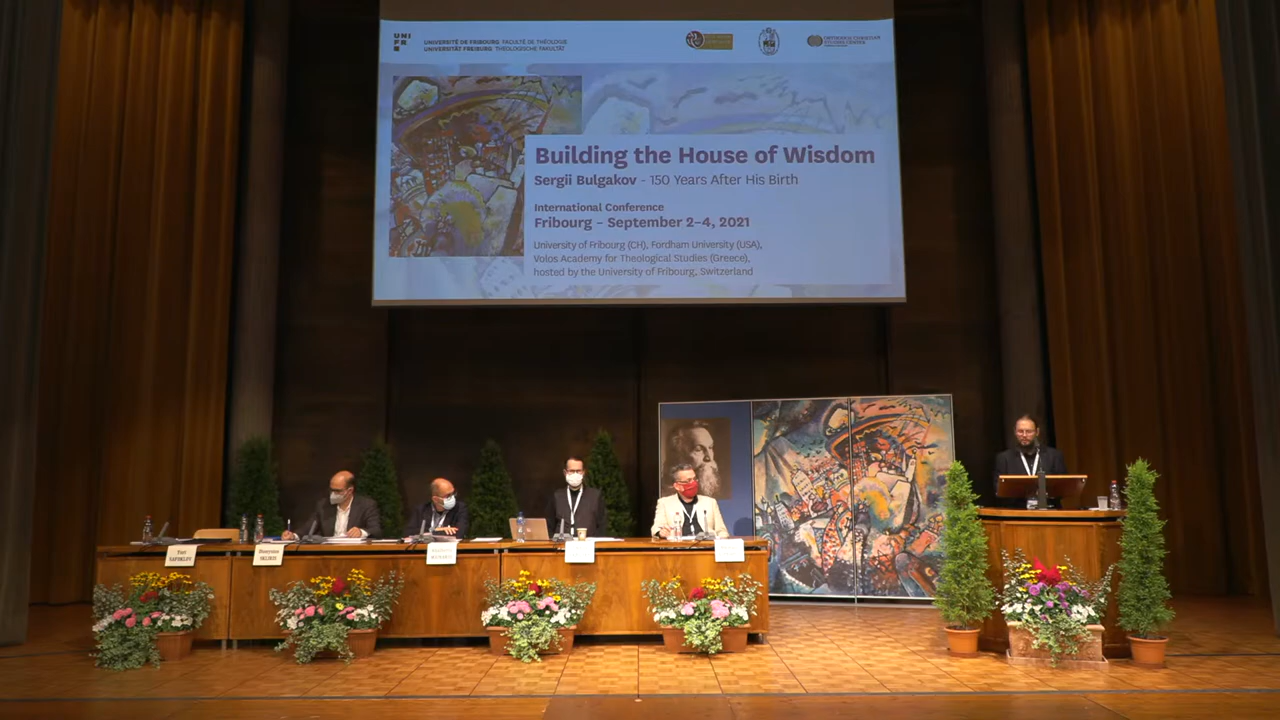 UNI
FR
UNIVERSITÉ DE FRIBOURG FACULTÉ DE THÉOLOGIE
UNIVERSITÄT FREIBURG THEOLOGISCHE FAKULTÄT
Building the House of Wisdom
Sergii Bulgakov - 150 Years After His Birth
International Conference
Fribourg – September 2–4, 2021
University of Fribourg (CH), Fordham University (USA),
Volos Academy for Theological Studies (Greece),
hosted by the University of Fribourg, Switzerland